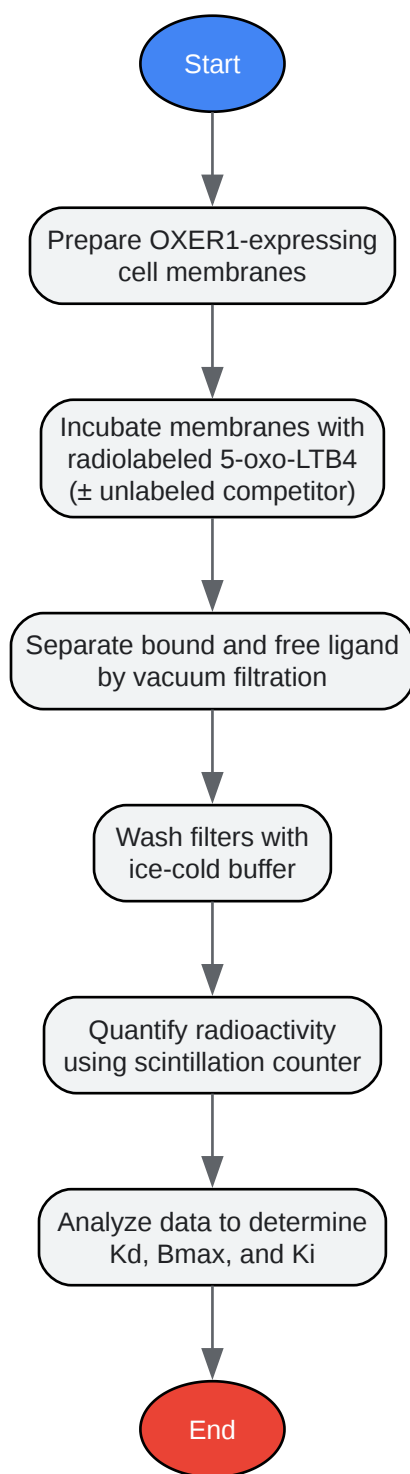 Start
Prepare OXER1-expressing
cell membranes
Incubate membranes with
radiolabeled 5-oxo-LTB4
(± unlabeled competitor)
Separate bound and free ligand
by vacuum filtration
Wash filters with
ice-cold buffer
Quantify radioactivity
using scintillation counter
Analyze data to determine
Kd, Bmax, and Ki
End